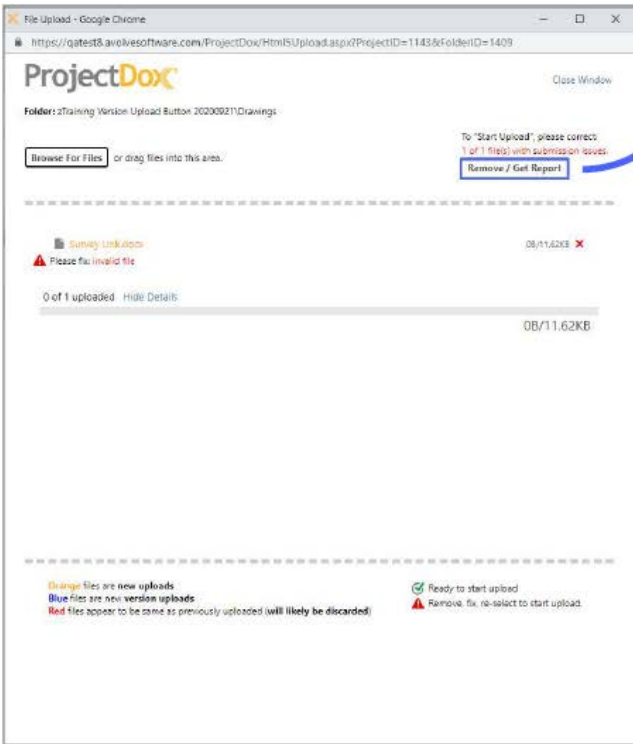 File Upload - Google Chrome
https://qatest8.avolvesoftware.com/ProjectDox/Html5Upload.aspx?ProjectID=1143&FolderID=1409
ProjectDox
Close Window
Folder: zTraining Version Upload Button 20200921\Drawings
To "Start Upload", please correct
1 of 1 file(s) with submission issues.
Browse For Files or drag files into this area.
Remove / Get Report
Survey Link.docx 0B/11.62KB
Please fix: invalid file
0 of 1 uploaded Hide Details
0B/11.62KB
Orange files are new uploads
Blue files are new version uploads
Red files appear to be same as previously uploaded (will likely be discarded)
Ready to start upload
Remove, fix, re-select to start upload.